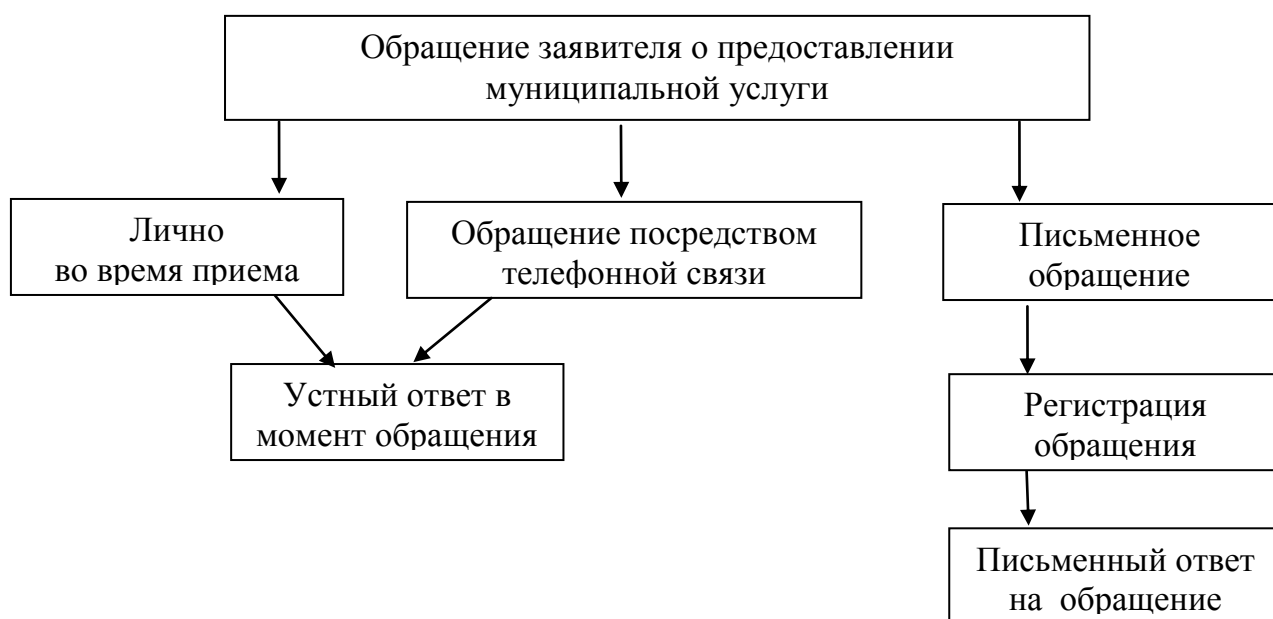 Обращение заявителя о предоставлении
муниципальной услуги
Лично
во время приема
Обращение посредством
телефонной связи
Письменное
обращение
Устный ответ в
момент обращения
Регистрация
обращения
Письменный ответ
на обращение